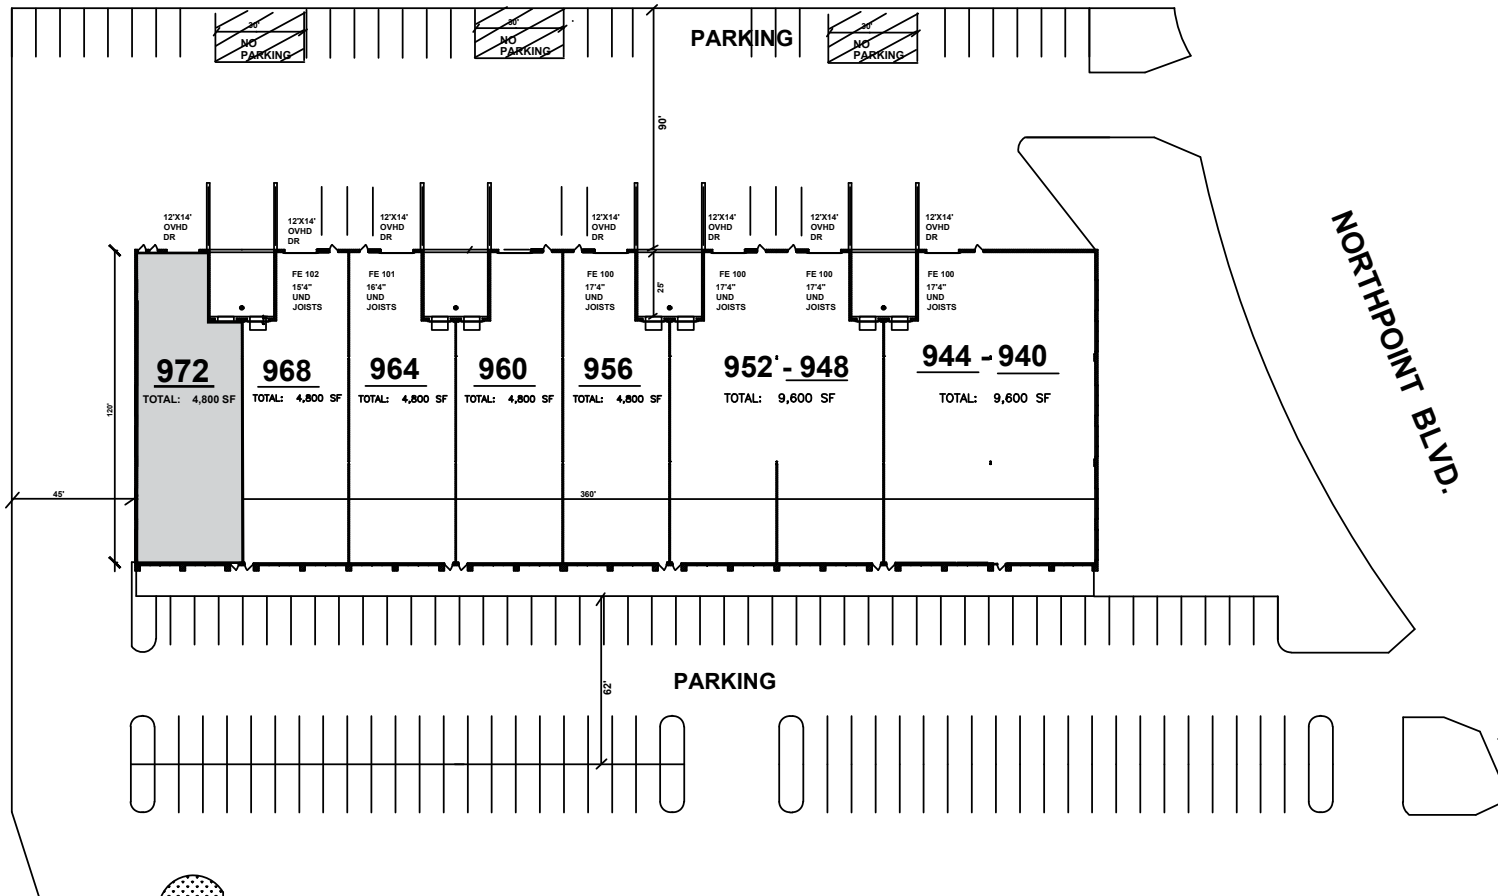 30'
NO
PARKING
30'
NO
PARKING
PARKING
30'
NO
PARKING
90'
NORTHPOINT BLVD.
12'X14'
OVHD
DR
12'X14'
OVHD
DR
12'X14'
OVHD
DR
12'X14'
OVHD
DR
12'X14'
OVHD
DR
12'X14'
OVHD
DR
12'X14'
OVHD
DR
FE 102
15'4"
UND
JOISTS
FE 101
16'4"
UND
JOISTS
FE 100
17'4"
UND
JOISTS
25'
FE 100
17'4"
UND
JOISTS
FE 100
17'4"
UND
JOISTS
FE 100
17'4"
UND
JOISTS
972
TOTAL: 4,800 SF
968
TOTAL: 4,800 SF
964
TOTAL: 4,800 SF
960
TOTAL: 4,800 SF
956
TOTAL: 4,800 SF
952 - 948
TOTAL: 9,600 SF
944 - 940
TOTAL: 9,600 SF
120'
45'
360'
PARKING
62'